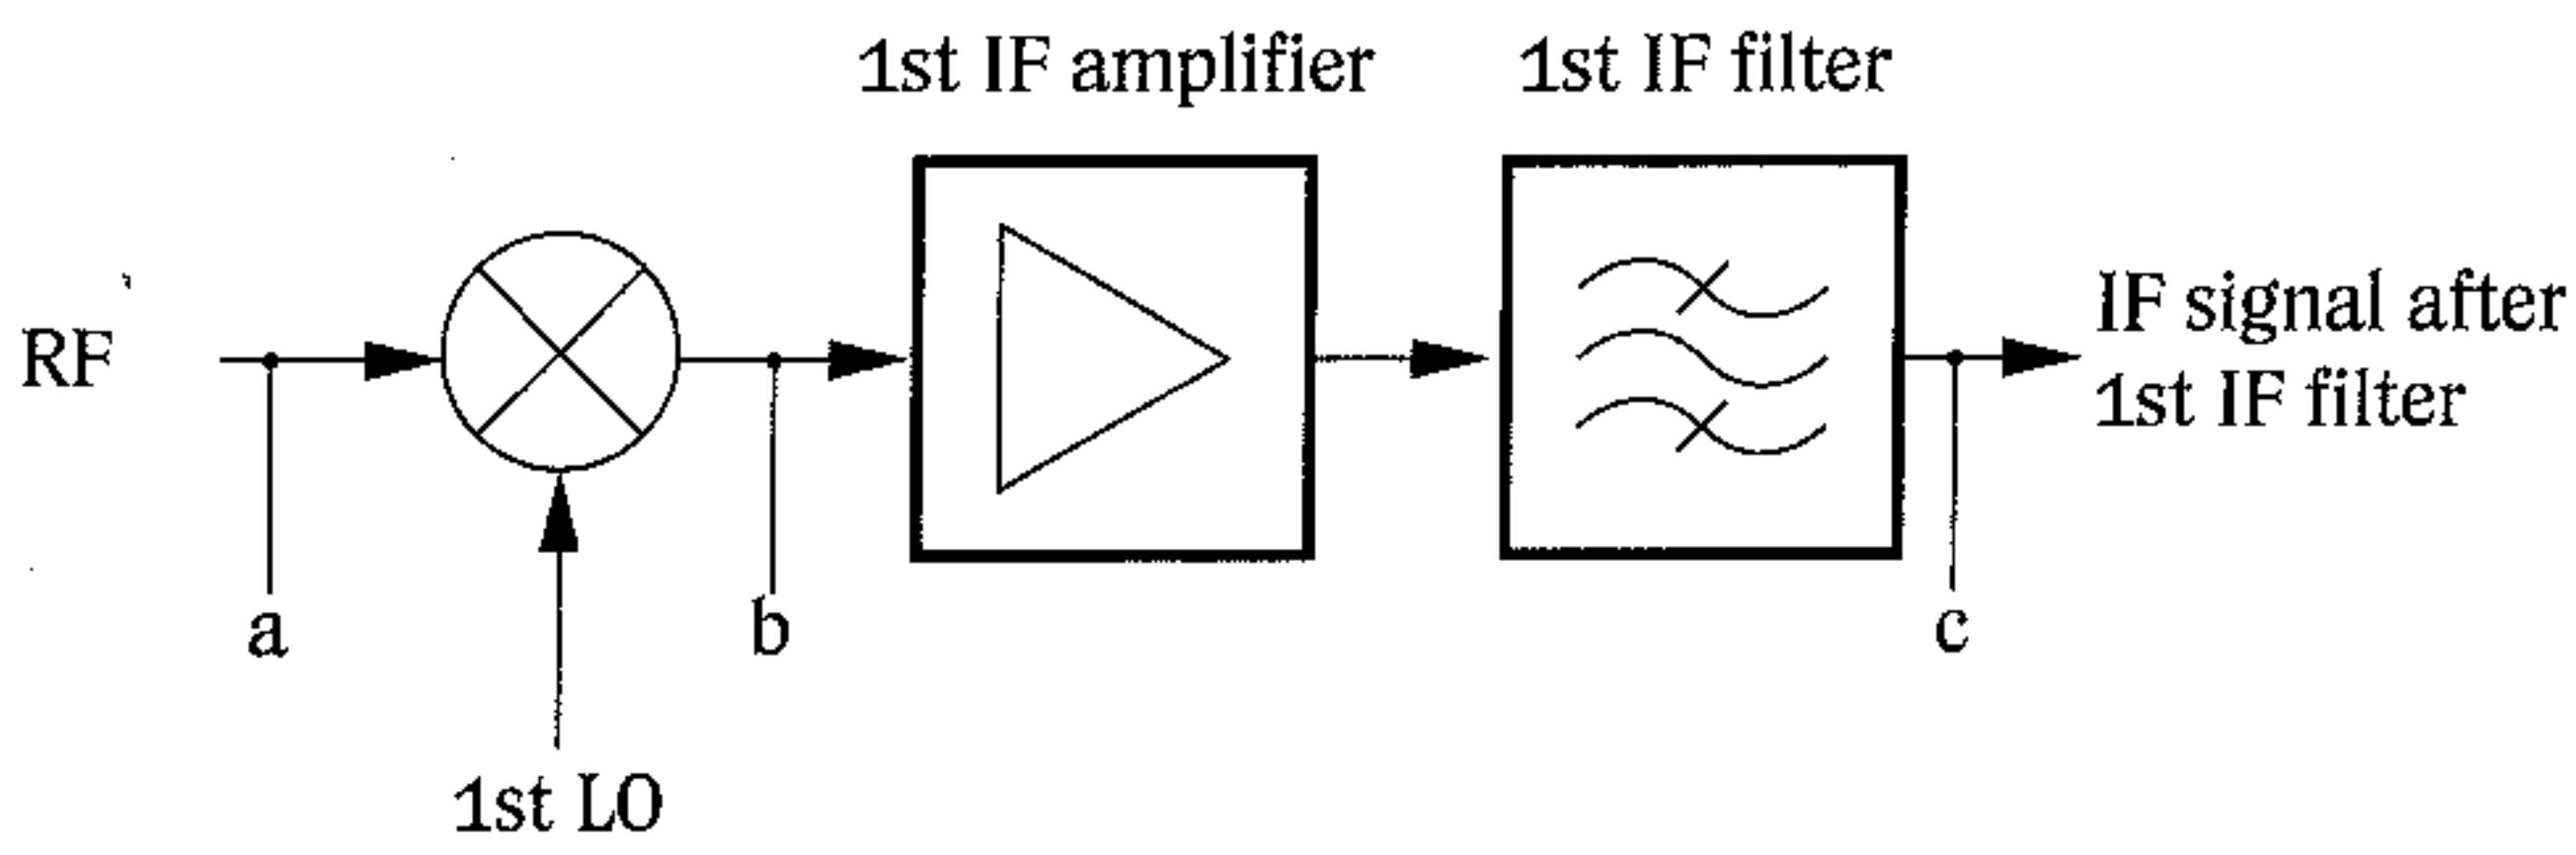 1st IF amplifier
1st IF filter
RF
IF signal after
1st IF filter
a
b
c
1st LO